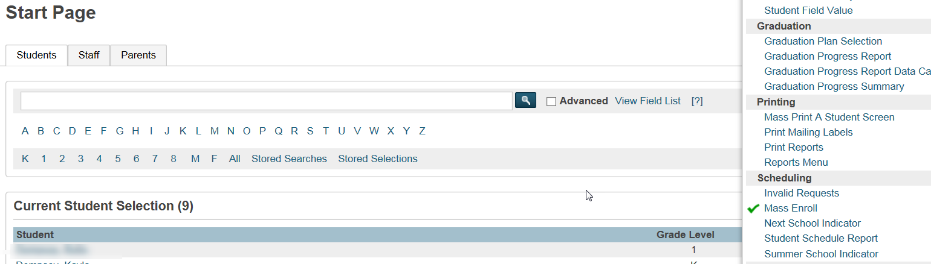 Start Page
Students Staff Parents
Advanced View Field List [?]
A B C D E F G H I J K L M N O P Q R S T U V W X Y Z
K 1 2 3 4 5 6 7 8 M F All Stored Searches Stored Selections
Current Student Selection (9)
Student Grade Level
1
Student Field Value
Graduation
Graduation Plan Selection
Graduation Progress Report
Graduation Progress Report Data Ca
Graduation Progress Summary
Printing
Mass Print A Student Screen
Print Mailing Labels
Print Reports
Reports Menu
Scheduling
Invalid Requests
Mass Enroll
Next School Indicator
Student Schedule Report
Summer School Indicator